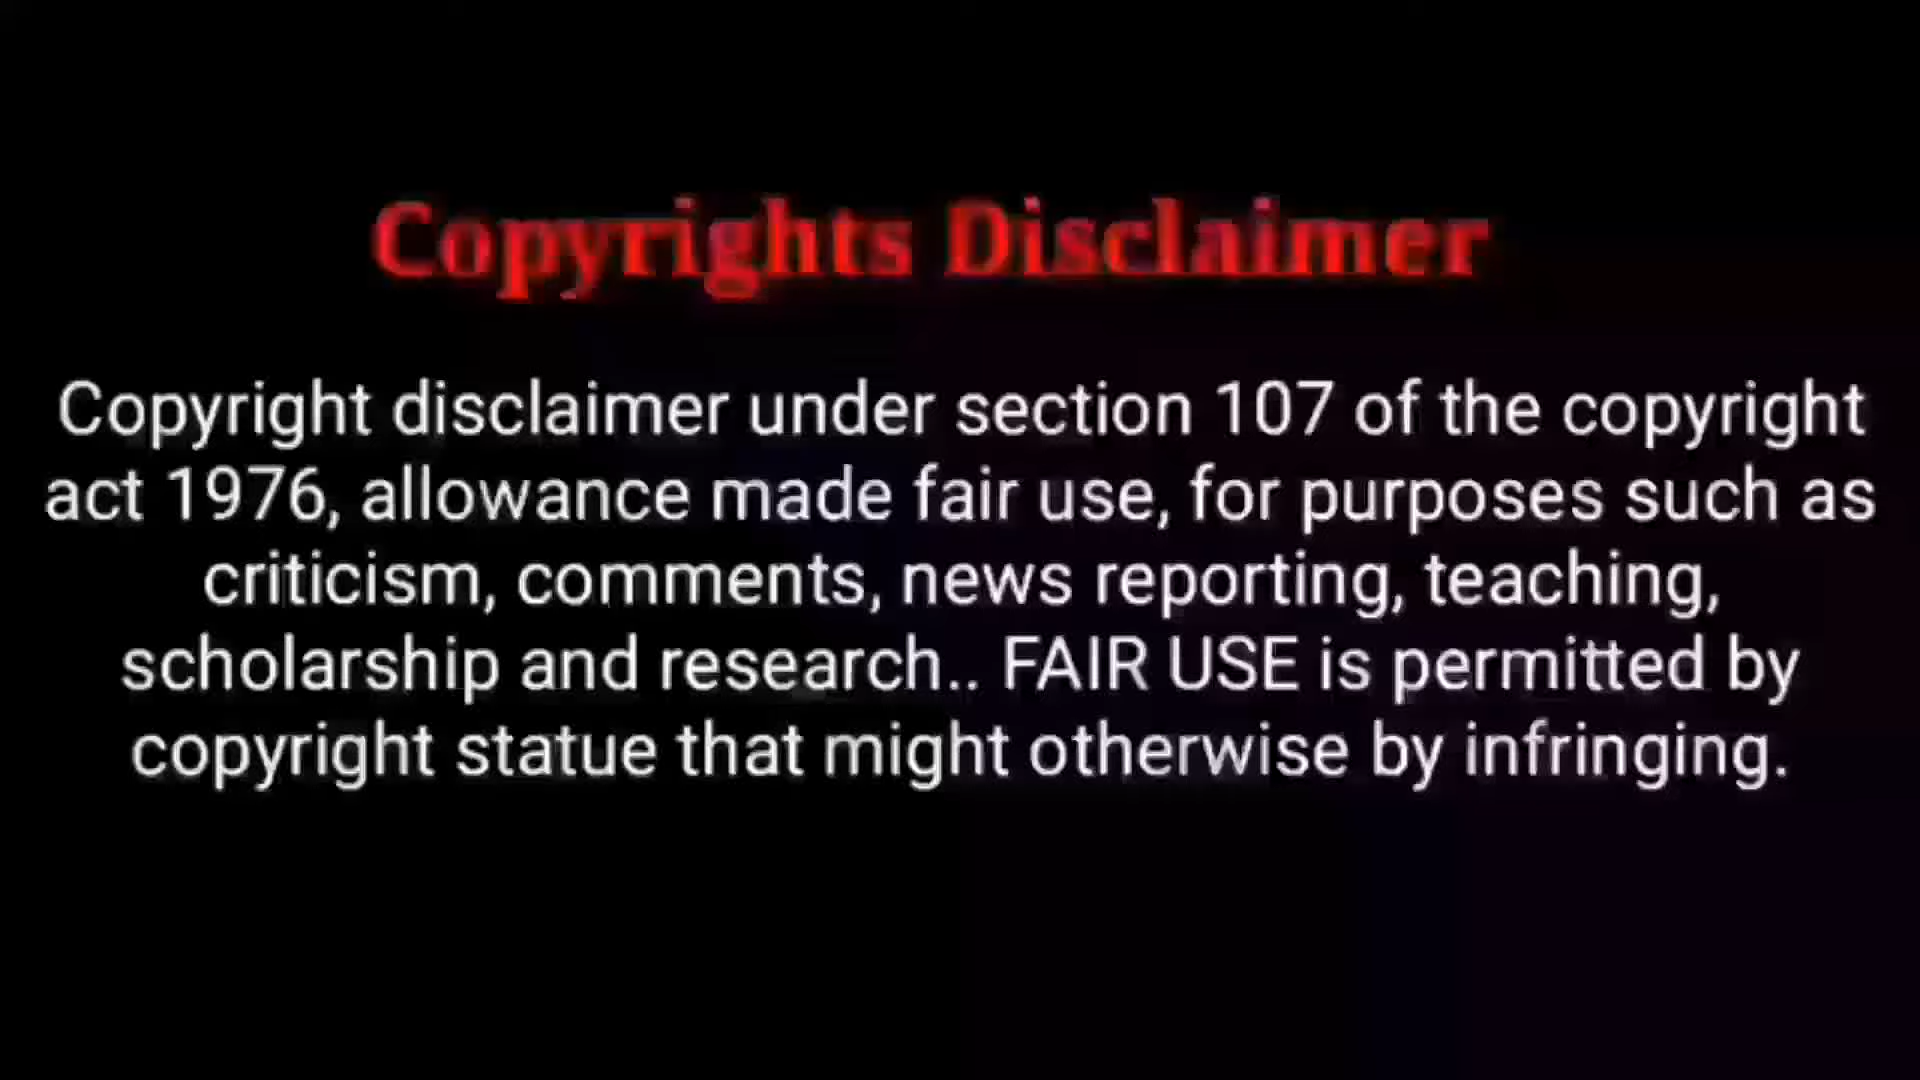 Copyrights Disclaimer
Copyright disclaimer under section 107 of the copyright
act 1976, allowance made fair use, for purposes such as
criticism, comments, news reporting, teaching,
scholarship and research.. FAIR USE is permitted by
copyright statue that might otherwise by infringing.